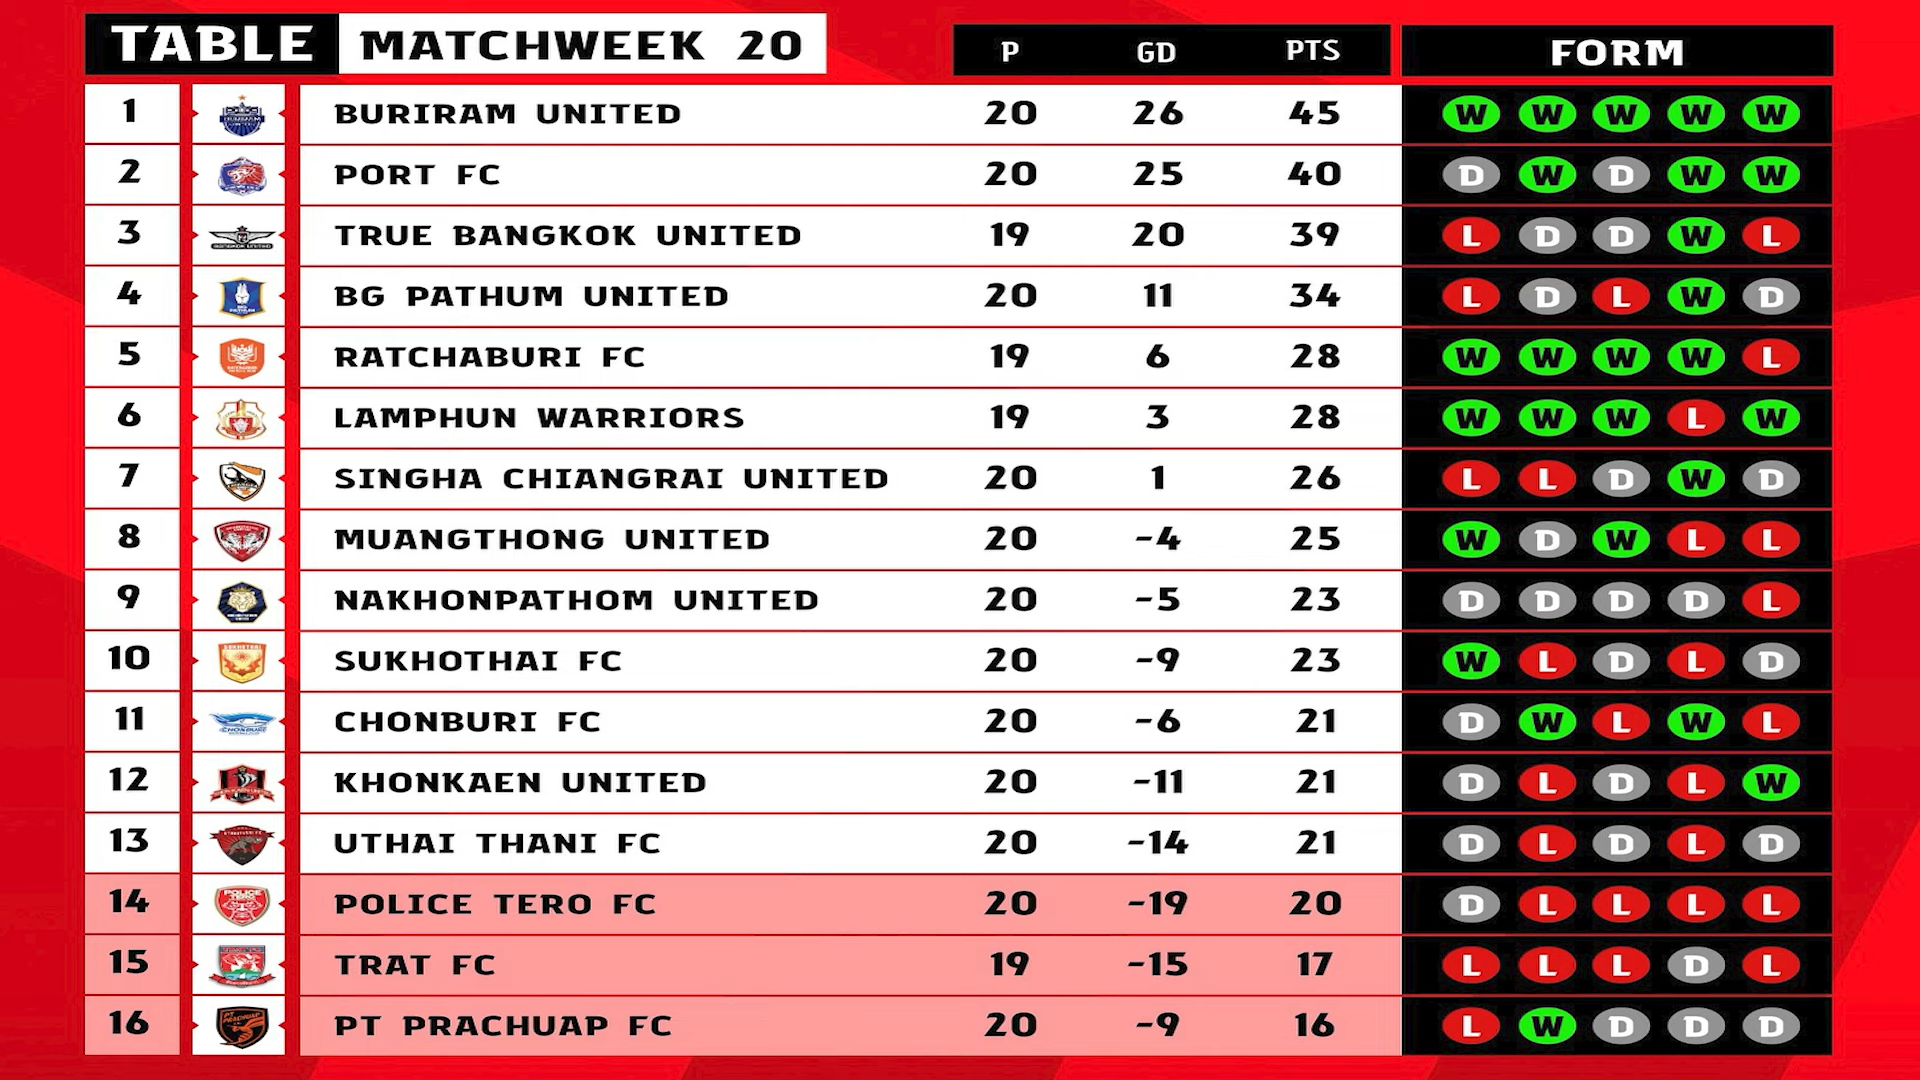 TABLE MATCHWEEK 20 P GD PTS FORM
1 BURIRAM UNITED 20 26 45 W W W W W
2 PORT FC 20 25 40 D W D W W
3 TRUE BANGKOK UNITED 19 20 39 L D D W L
4 BG PATHUM UNITED 20 11 34 L D L W D
5 RATCHABURI FC 19 6 28 W W W W L
6 LAMPHUN WARRIORS 19 3 28 W W W L W
7 SINGHA CHIANGRAI UNITED 20 1 26 L L D W D
8 MUANGTHONG UNITED 20 -4 25 W D W L L
9 NAKHONPATHOM UNITED 20 -5 23 D D D D L
10 SUKHOTHAI FC 20 -9 23 W L D L D
11 CHONBURI FC 20 -6 21 D W L W L
12 KHONKAEN UNITED 20 -11 21 D L D L W
13 UTHAI THANI FC 20 -14 21 D L D L D
14 POLICE TERO FC 20 -19 20 D L L L L
15 TRAT FC 19 -15 17 L L L D L
16 PT PRACHUAP FC 20 -9 16 L W D D D